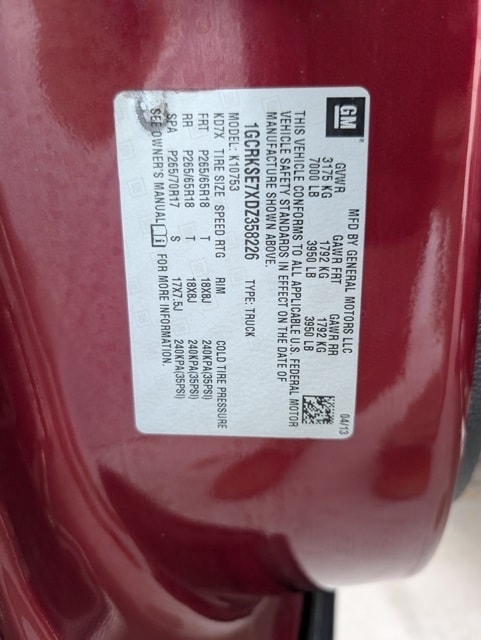 GM
MFD BY GENERAL MOTORS LLC 04/13
GVWR GAWR FRT GAWR RR
3175 KG 1792 KG 1792 KG
7000 LB 3950 LB 3950 LB
THIS VEHICLE CONFORMS TO ALL APPLICABLE U.S. FEDERAL MOTOR
VEHICLE SAFETY STANDARDS IN EFFECT ON THE DATE OF
MANUFACTURE SHOWN ABOVE.
1GCRKSE7XDZ358226 TYPE: TRUCK
MODEL: K10753
KD7X TIRE SIZE SPEED RTG RIM COLD TIRE PRESSURE
FRT P265/65R18 T 18X8J 240KPA(35PSI)
RR P265/65R18 T 18X8J 240KPA(35PSI)
SPA P265/70R17 S 17X7.5J 240KPA(35PSI)
SEE OWNER'S MANUAL i FOR MORE INFORMATION.